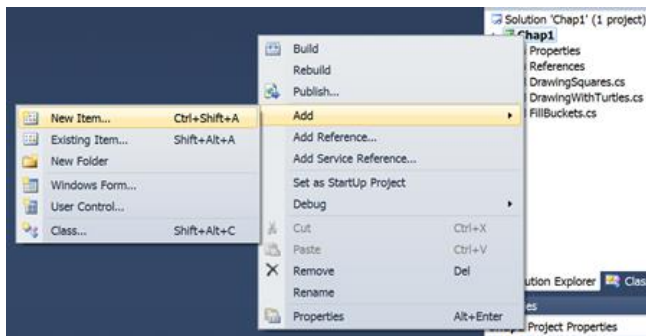 Solution 'Chap1' (1 project)
Chap1
Properties
References
DrawingSquares.cs
DrawingWithTurtles.cs
FillBuckets.cs
Build
Rebuild
Publish...
Add
Add Reference...
Add Service Reference...
Set as StartUp Project
Debug
Cut Ctrl+X
Paste Ctrl+V
Remove Del
Rename
Properties Alt+Enter
New Item... Ctrl+Shift+A
Existing Item... Shift+Alt+A
New Folder
Windows Form...
User Control...
Class... Shift+Alt+C
ution Explorer Clas
es
Project Properties